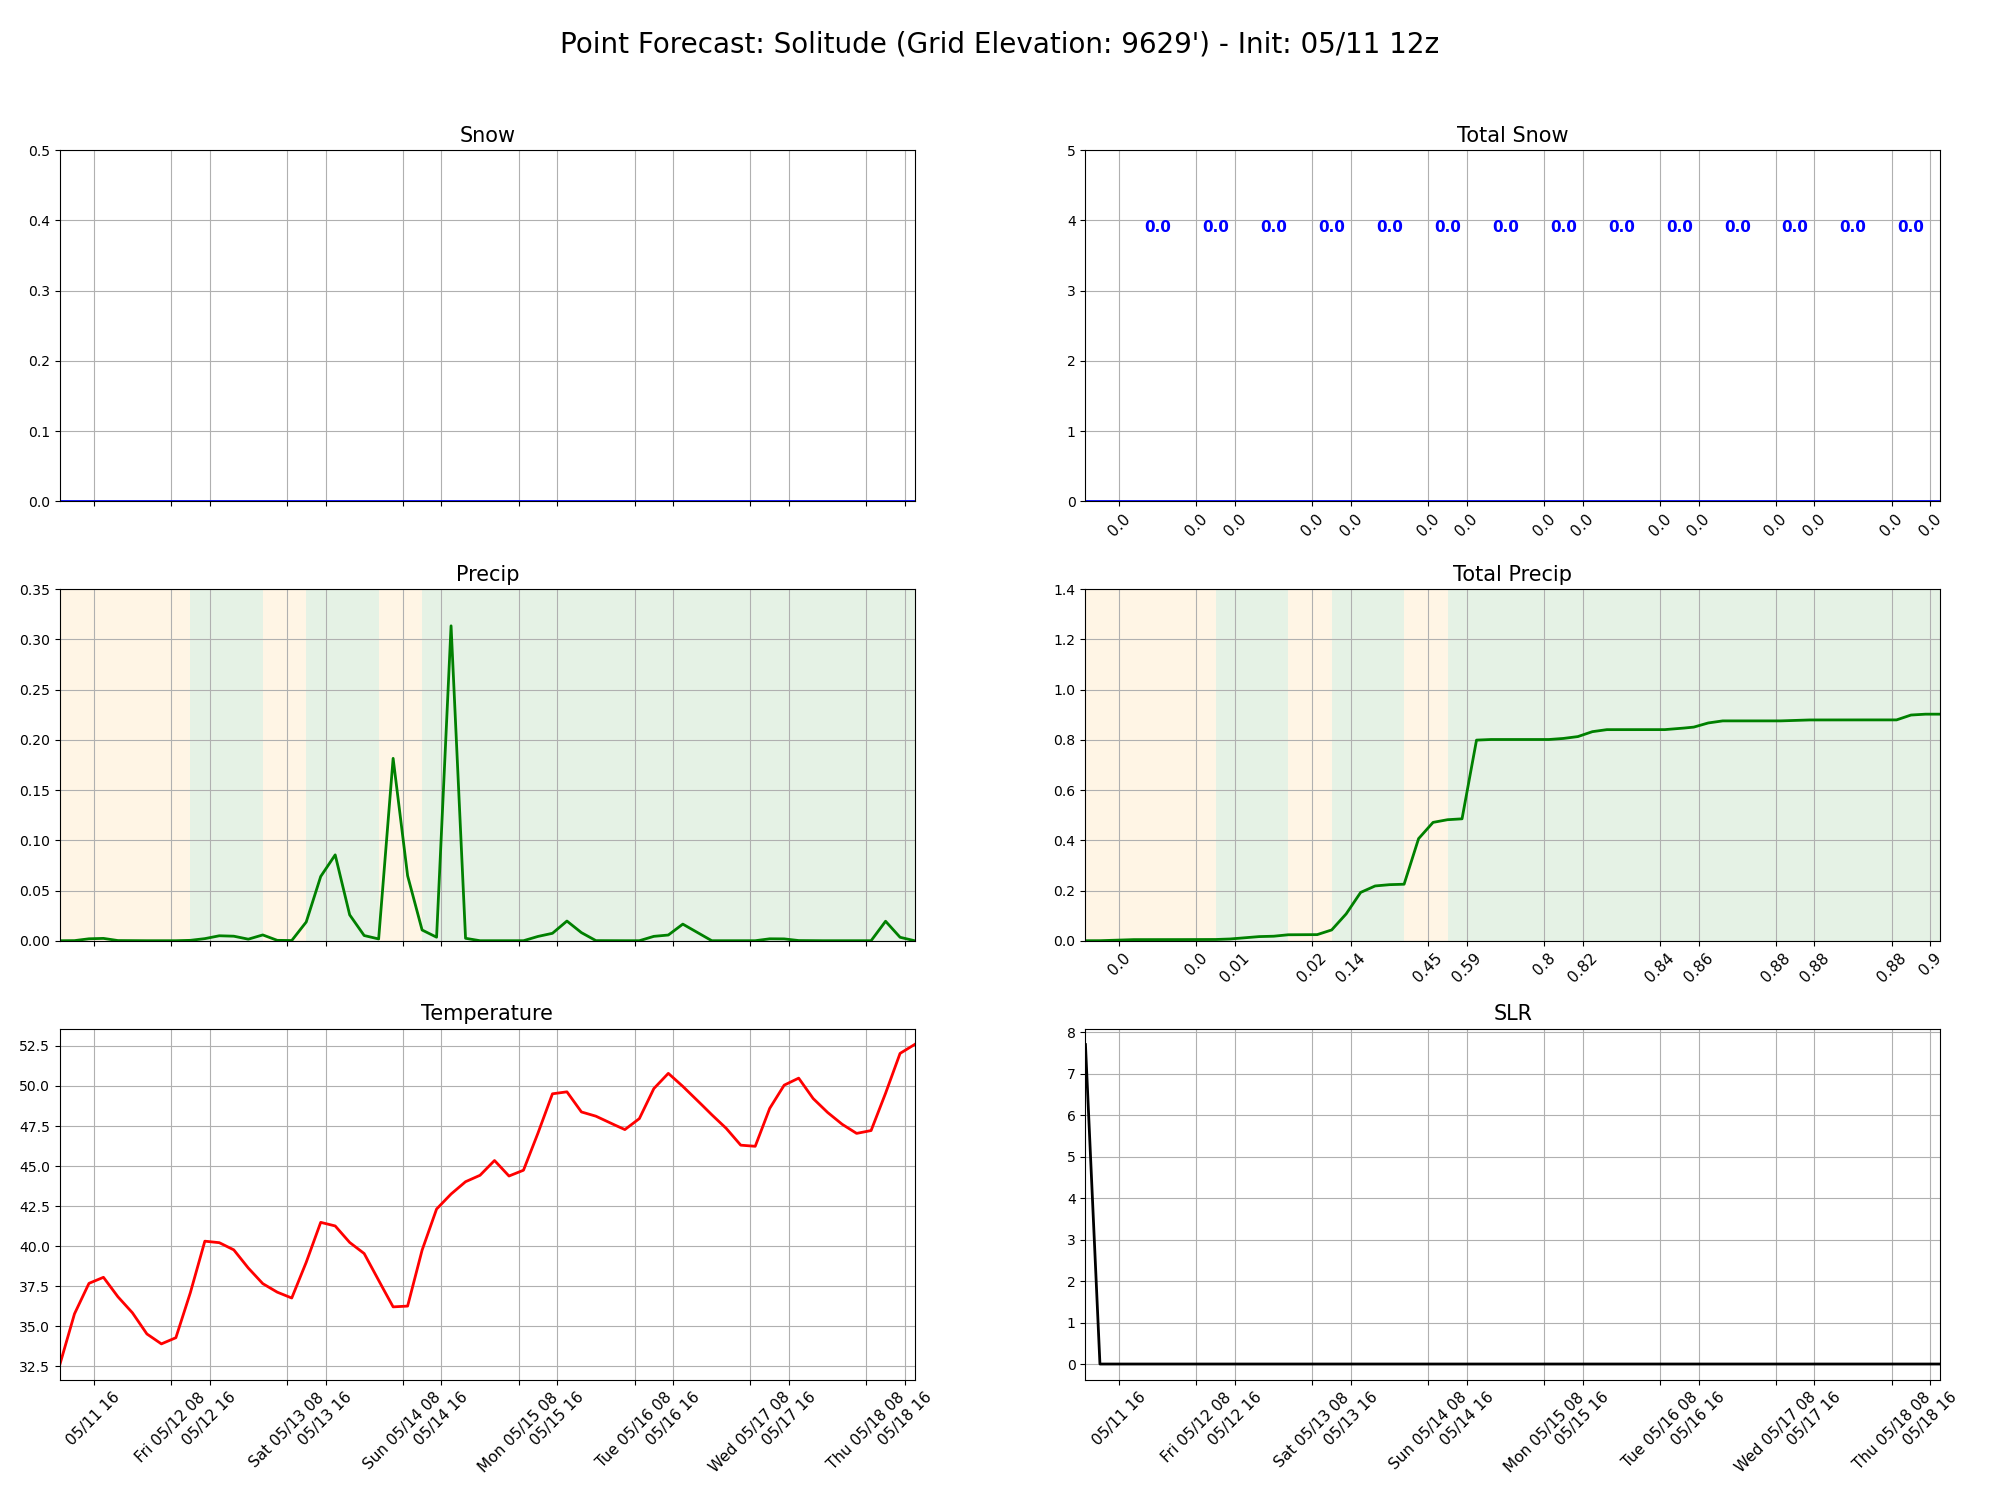 Point Forecast: Solitude (Grid Elevation: 9629') - Init: 05/11 12z
Snow
0.5
0.4
0.3
0.2
0.1
0.0
Total Snow
5
4
3
2
1
0
0.0 0.0 0.0 0.0 0.0 0.0 0.0 0.0 0.0 0.0 0.0 0.0 0.0 0.0
0.0 0.0 0.0 0.0 0.0 0.0 0.0 0.0 0.0 0.0 0.0 0.0 0.0 0.0 0.0
Precip
0.35
0.30
0.25
0.20
0.15
0.10
0.05
0.00
Total Precip
1.4
1.2
1.0
0.8
0.6
0.4
0.2
0.0
0.0 0.0 0.01 0.02 0.14 0.45 0.59 0.8 0.82 0.84 0.86 0.88 0.88 0.88 0.9
Temperature
52.5
50.0
47.5
45.0
42.5
40.0
37.5
35.0
32.5
05/11 16
Fri 05/12 08
05/12 16
Sat 05/13 08
05/13 16
Sun 05/14 08
05/14 16
Mon 05/15 08
05/15 16
Tue 05/16 08
05/16 16
Wed 05/17 08
05/17 16
Thu 05/18 08
05/18 16
SLR
8
7
6
5
4
3
2
1
0
05/11 16
Fri 05/12 08
05/12 16
Sat 05/13 08
05/13 16
Sun 05/14 08
05/14 16
Mon 05/15 08
05/15 16
Tue 05/16 08
05/16 16
Wed 05/17 08
05/17 16
Thu 05/18 08
05/18 16